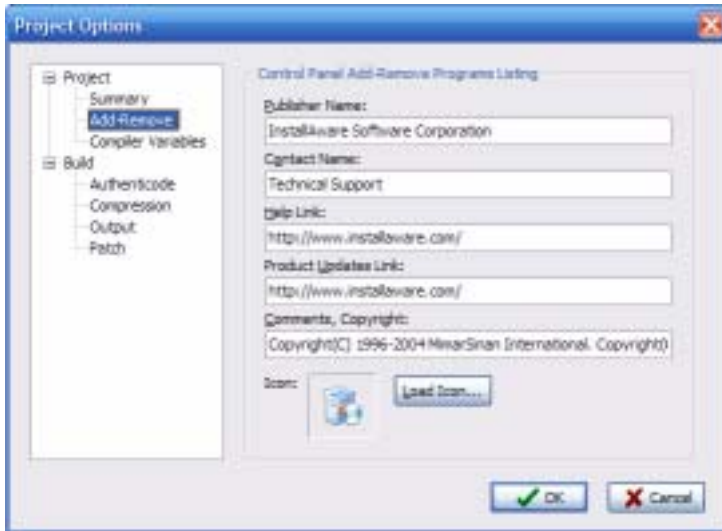 Project Options
Project
Summary
Add-Remove
Compiler Variables
Build
Authenticode
Compression
Output
Patch
Control Panel Add-Remove Programs Listing
Publisher Name:
InstallAware Software Corporation
Contact Name:
Technical Support
Help Link:
http://www.installaware.com/
Product Updates Link:
http://www.installaware.com/
Comments, Copyright:
Copyright(C) 1996-2004 MimarSinan International. Copyright(
Icon:
Load Icon...
OK
Cancel